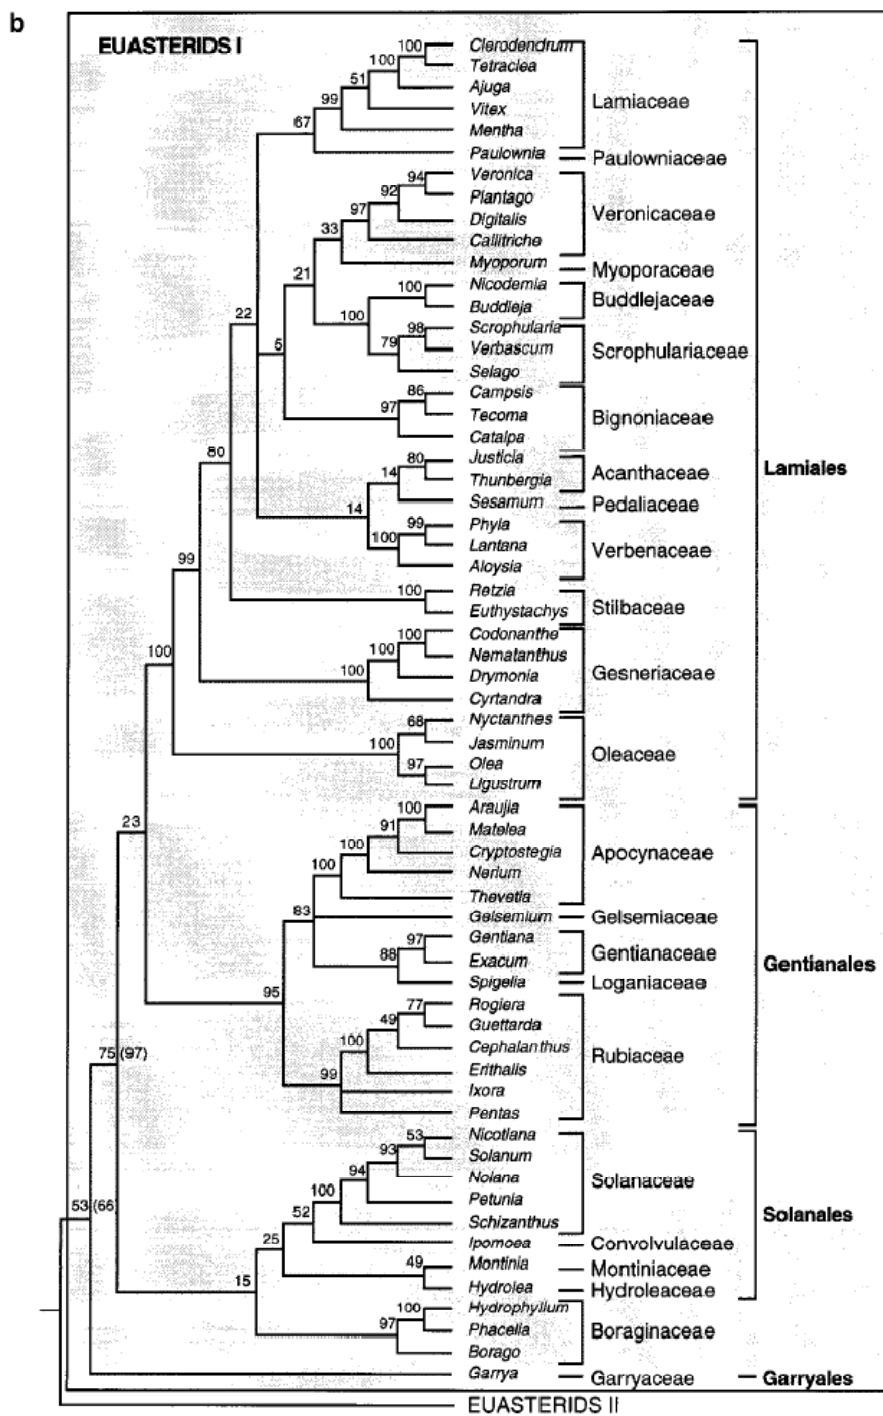 b
EUASTERIDS I
100 Clerodendrum
100 Tetraclea
51 Ajuga Lamiaceae
99 Vitex
67 Mentha
Paulownia Paulowniaceae
94 Veronica
92 Plantago Veronicaceae
97 Digitalis
33 Callitriche
Myoporum Myoporaceae
21 100 Nicodemia Buddlejaceae
22 100 Buddleja
5 98 Scrophularia
79 Verbascum Scrophulariaceae
Selago
86 Campsis
97 Tecoma Bignoniaceae
80 Catalpa
80 Justicia Acanthaceae Lamiales
14 Thunbergia
Sesamum Pedaliaceae
14 99 Phyla
100 Lantana Verbenaceae
99 Aloysia
100 Retzia Stilbaceae
Euthystachys
100 100 Codonanthe
Nematanthus Gesneriaceae
100 Drymonia
Cyrtandra
68 Nyctanthes
100 Jasminum Oleaceae
97 Olea
Ligustrum
23 100 Araujia
91 Matelea
100 Cryptostegia Apocynaceae
100 Nerium
Thevetia
83 Gelsemium Gelsemiaceae
97 Gentiana Gentianaceae
88 Exacum Gentianales
95 Spigelia Loganiaceae
77 Rogiera
49 Guettarda
100 Cephalanthus Rubiaceae
75(97) 99 Erithalis
Ixora
Pentas
53 Nicotiana
93 Solanum
94 Nolana Solanaceae
100 Petunia
53(66) 52 Schizanthus Solanales
25 Ipomoea Convolvulaceae
49 Montinia Montiniaceae
15 Hydrolea Hydroleaceae
100 Hydrophyllum
97 Phacelia Boraginaceae
Borago
Garrya Garryaceae Garryales
EUASTERIDS II